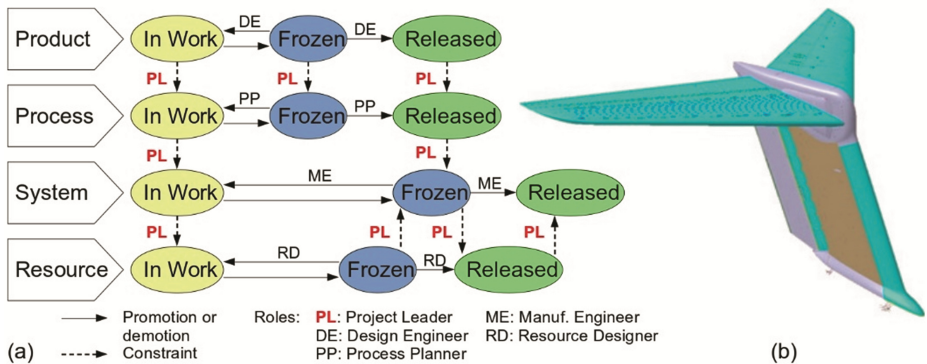 Product
In Work
DE
Frozen
DE
Released
PL
PL
PL
Process
In Work
PP
Frozen
PP
Released
PL
PL
System
In Work
ME
Frozen
ME
Released
PL
PL
PL
PL
Resource
In Work
RD
Frozen
RD
Released
Promotion or
demotion
Constraint
Roles: PL: Project Leader
DE: Design Engineer
PP: Process Planner
ME: Manuf. Engineer
RD: Resource Designer
(a)
(b)